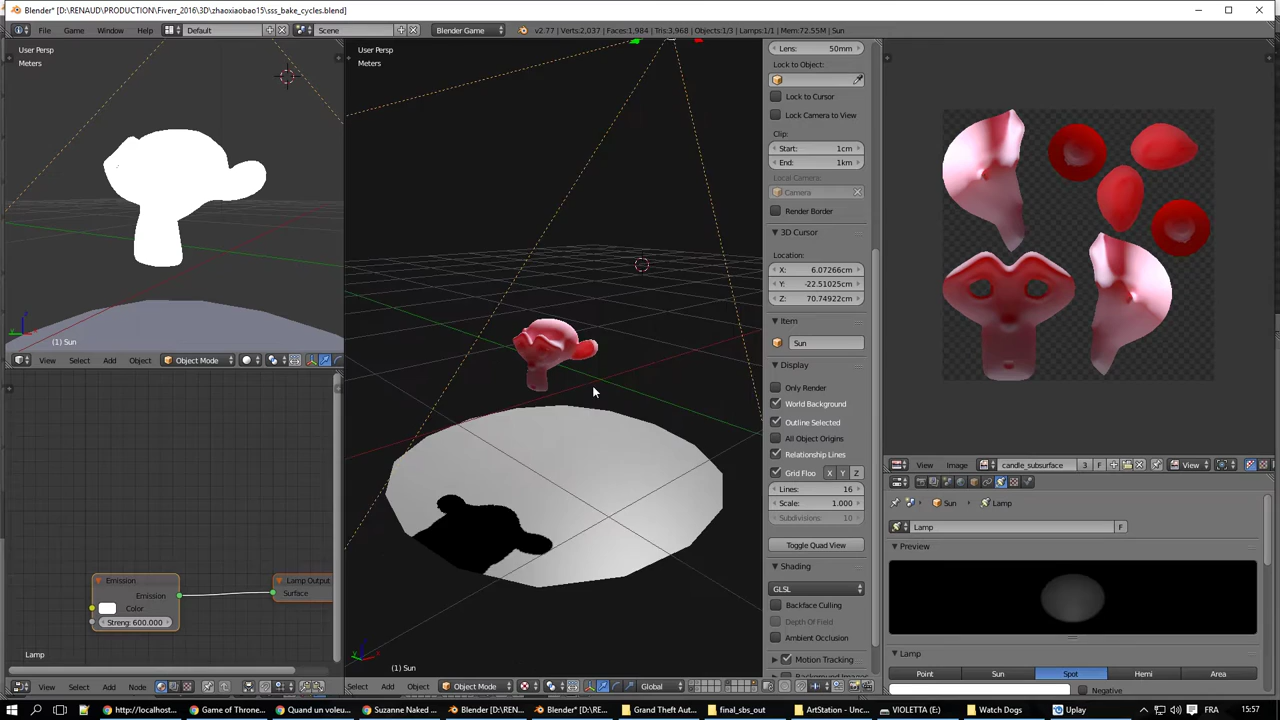 Blender* [D:\RENAUD\PRODUCTION\Fiverr_2016\3D\zhaoxiaobao15\sss_bake_cycles.blend]
File Game Window Help Default Scene Blender Game v2.77 | Verts:2,037 | Faces:1,984 | Tris:3,968 | Objects:1/3 | Lamps:1/1 | Mem:72.55M | Sun
User Persp
Meters
(1) Sun
View Select Add Object Object Mode
Emission
Emission
Color
Streng: 600.000
Lamp Output
Surface
Lamp
View Select Add Node
User Persp
Meters
(1) Sun
Select Add Object Object Mode Global
Lens: 50mm
Lock to Object:
Lock to Cursor
Lock Camera to View
Clip:
Start: 1cm
End: 1km
Local Camera:
Camera
Render Border
3D Cursor
Location:
X: 6.07266cm
Y: -22.51025cm
Z: 70.74922cm
Item
Sun
Display
Only Render
World Background
Outline Selected
All Object Origins
Relationship Lines
Grid Floo X Y Z
Lines: 16
Scale: 1.000
Subdivisions: 10
Toggle Quad View
Shading
GLSL
Backface Culling
Depth Of Field
Ambient Occlusion
Motion Tracking
View Image candle_subsurface 3 F View
Sun Lamp
Lamp F
Preview
Lamp
Point Sun Spot Hemi Area
Negative
http://localhost... Game of Throne... Quand un voleu... Suzanne Naked ... Blender* [D:\RE... Blender* [D:\RE... Grand Theft Aut... final_sbs_out ArtStation - Unc... VIOLETTA (E:) Watch Dogs Uplay FRA 15:57